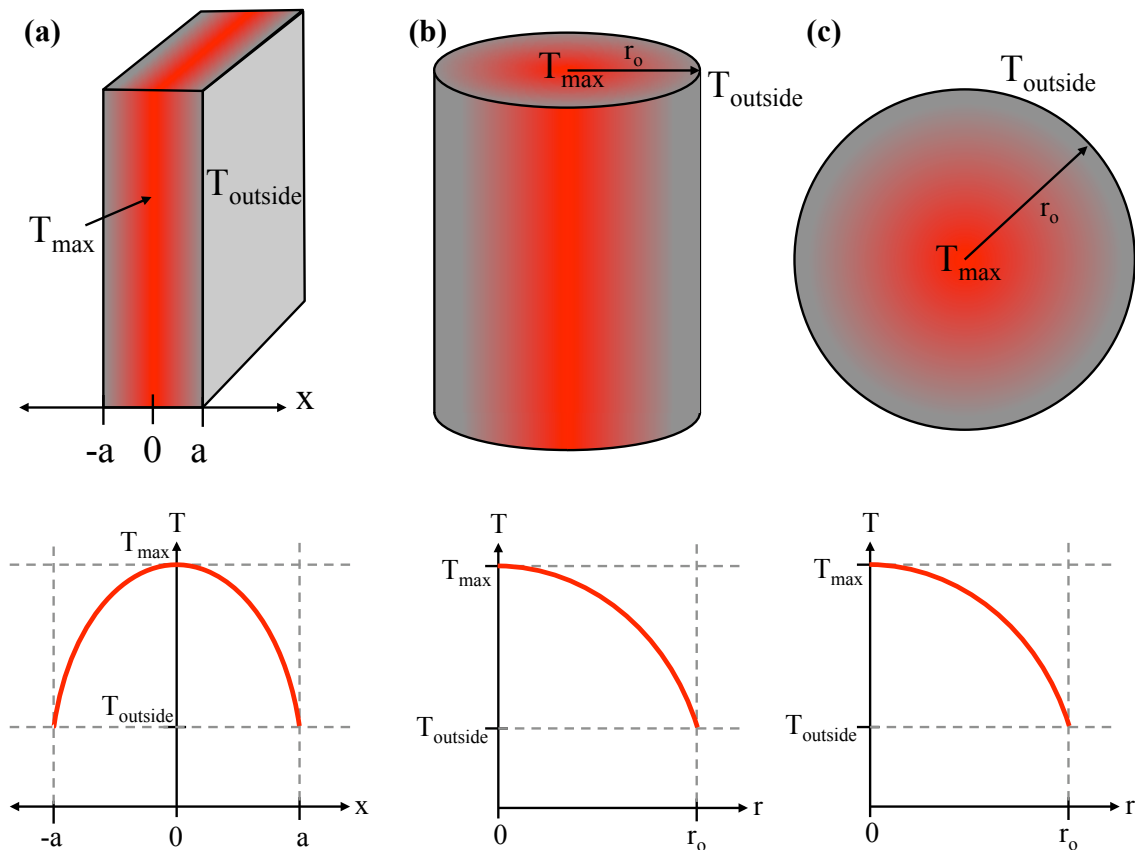 (a)
T_max
T_outside
x
-a 0 a
(b)
T_max
r_o
T_outside
(c)
T_outside
r_o
T_max
T
T_max
T_outside
x
-a 0 a
T
T_max
T_outside
r
0 r_o
T
T_max
T_outside
r
0 r_o